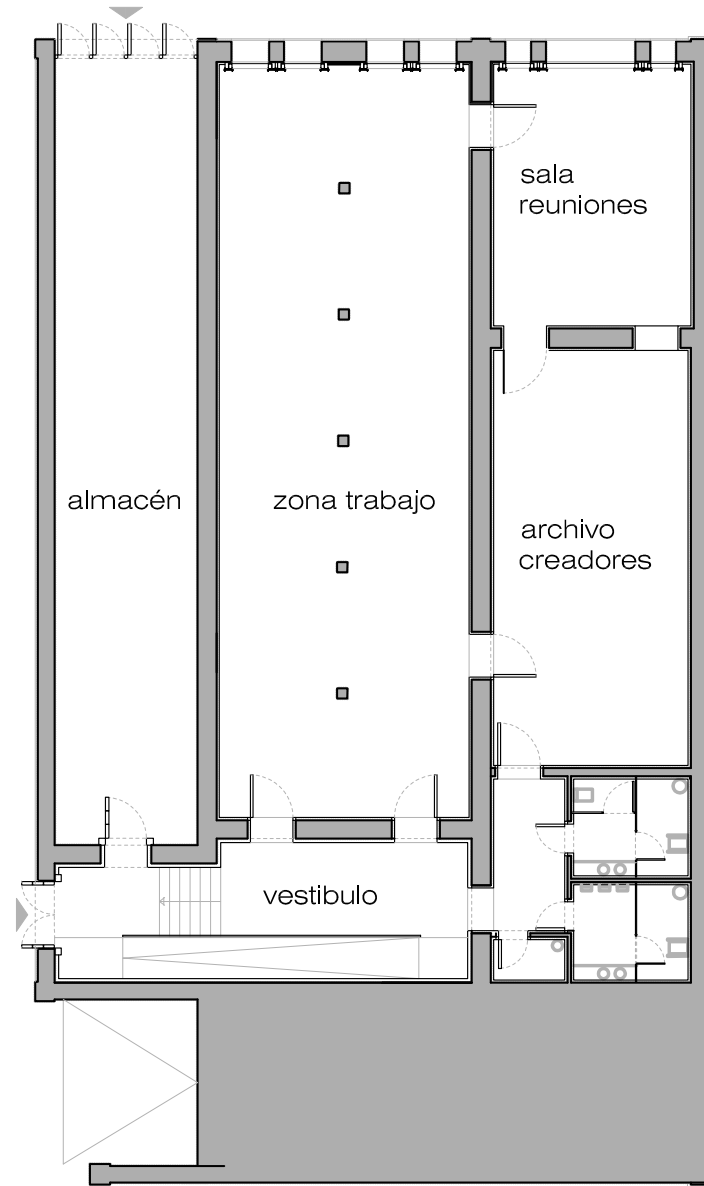 sala
reuniones
almacén
zona trabajo
archivo
creadores
vestibulo